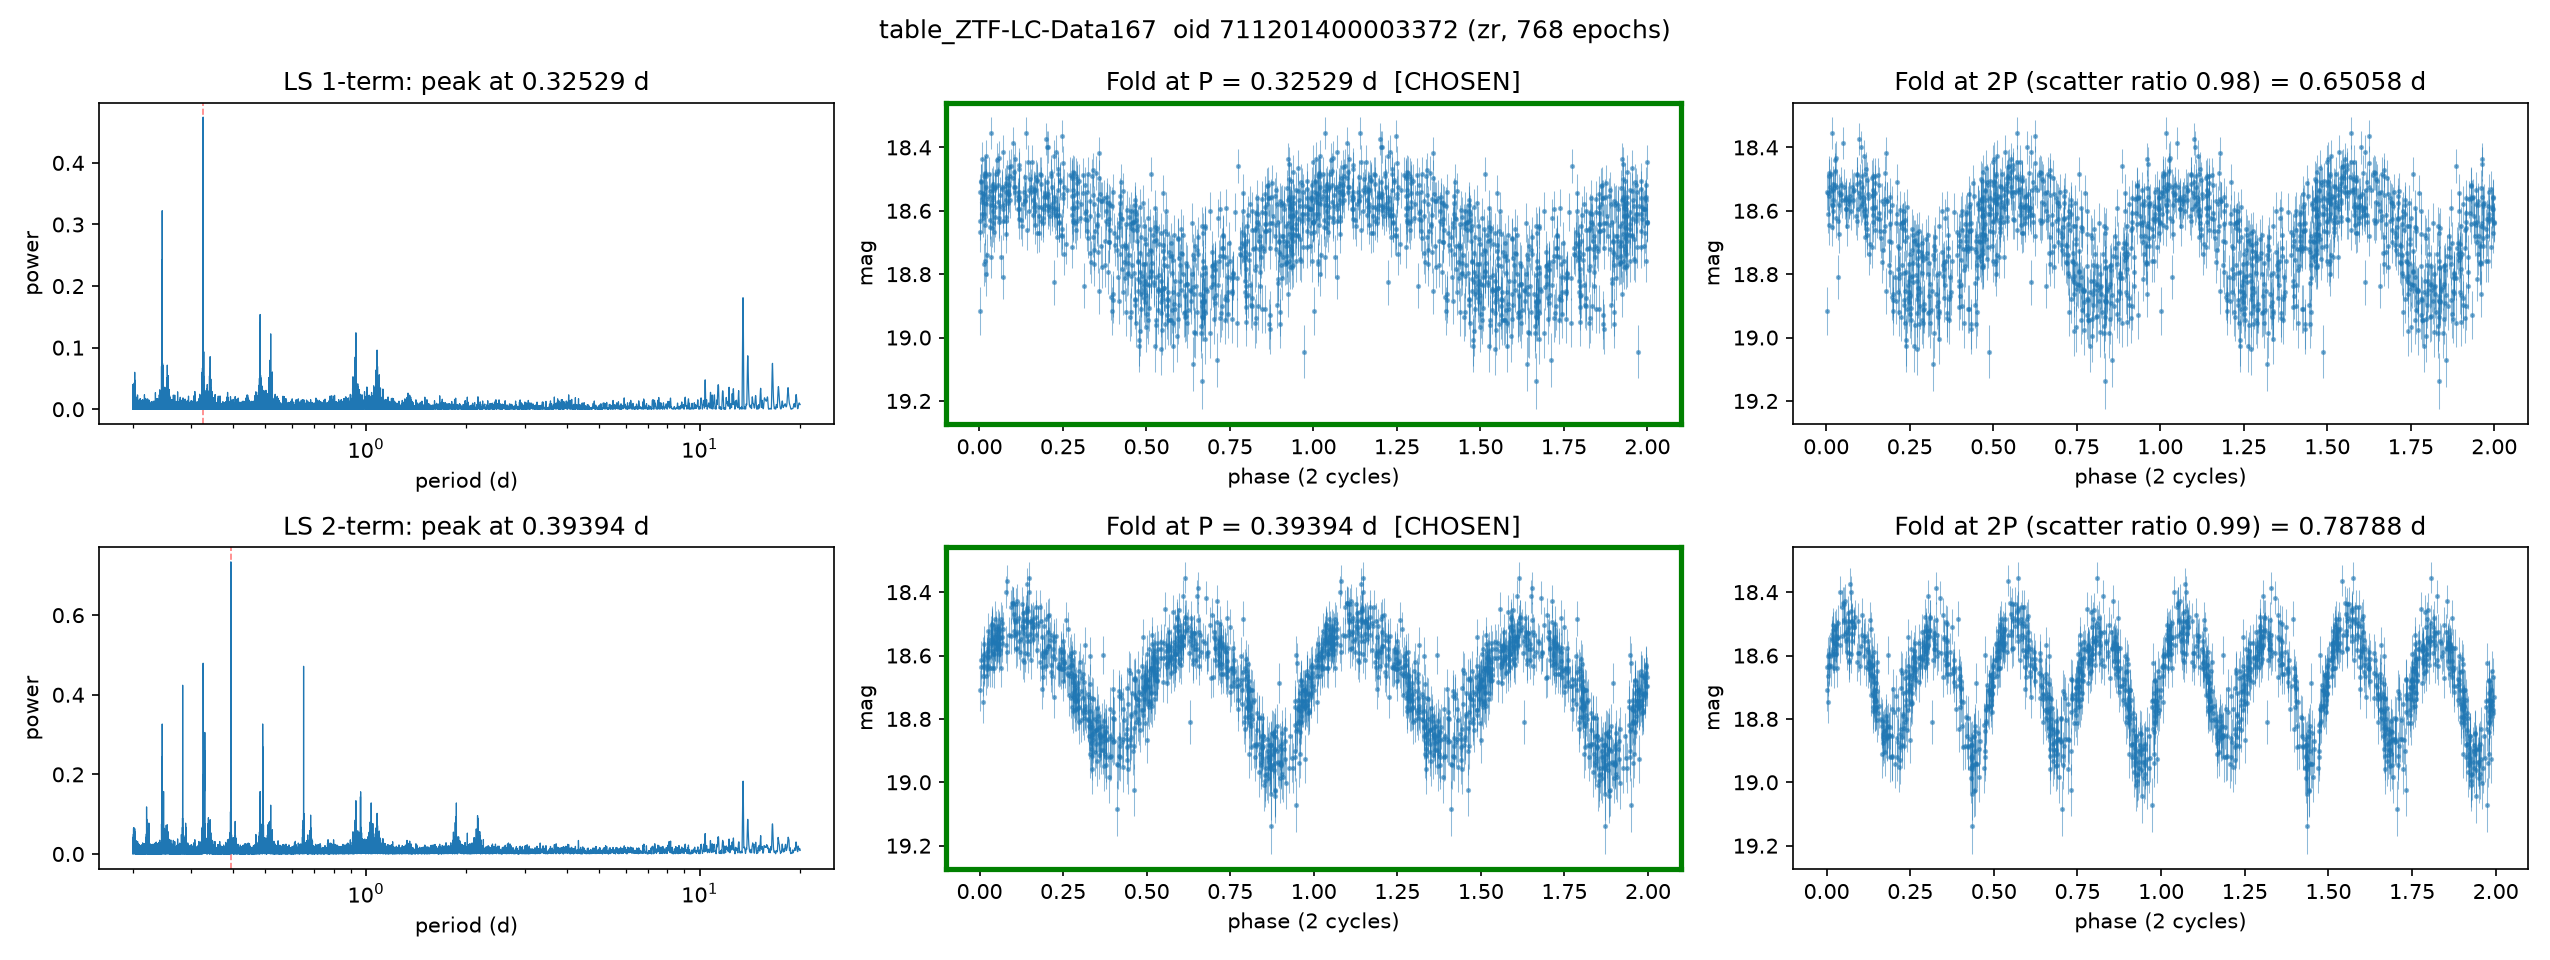 table_ZTF-LC-Data167  oid 711201400003372 (zr, 768 epochs)
LS 1-term: peak at 0.32529 d
power
0.4
0.3
0.2
0.1
0.0
10⁰
10¹
period (d)
Fold at P = 0.32529 d  [CHOSEN]
mag
18.4
18.6
18.8
19.0
19.2
0.00 0.25 0.50 0.75 1.00 1.25 1.50 1.75 2.00
phase (2 cycles)
Fold at 2P (scatter ratio 0.98) = 0.65058 d
mag
18.4
18.6
18.8
19.0
19.2
0.00 0.25 0.50 0.75 1.00 1.25 1.50 1.75 2.00
phase (2 cycles)
LS 2-term: peak at 0.39394 d
power
0.6
0.4
0.2
0.0
10⁰
10¹
period (d)
Fold at P = 0.39394 d  [CHOSEN]
mag
18.4
18.6
18.8
19.0
19.2
0.00 0.25 0.50 0.75 1.00 1.25 1.50 1.75 2.00
phase (2 cycles)
Fold at 2P (scatter ratio 0.99) = 0.78788 d
mag
18.4
18.6
18.8
19.0
19.2
0.00 0.25 0.50 0.75 1.00 1.25 1.50 1.75 2.00
phase (2 cycles)